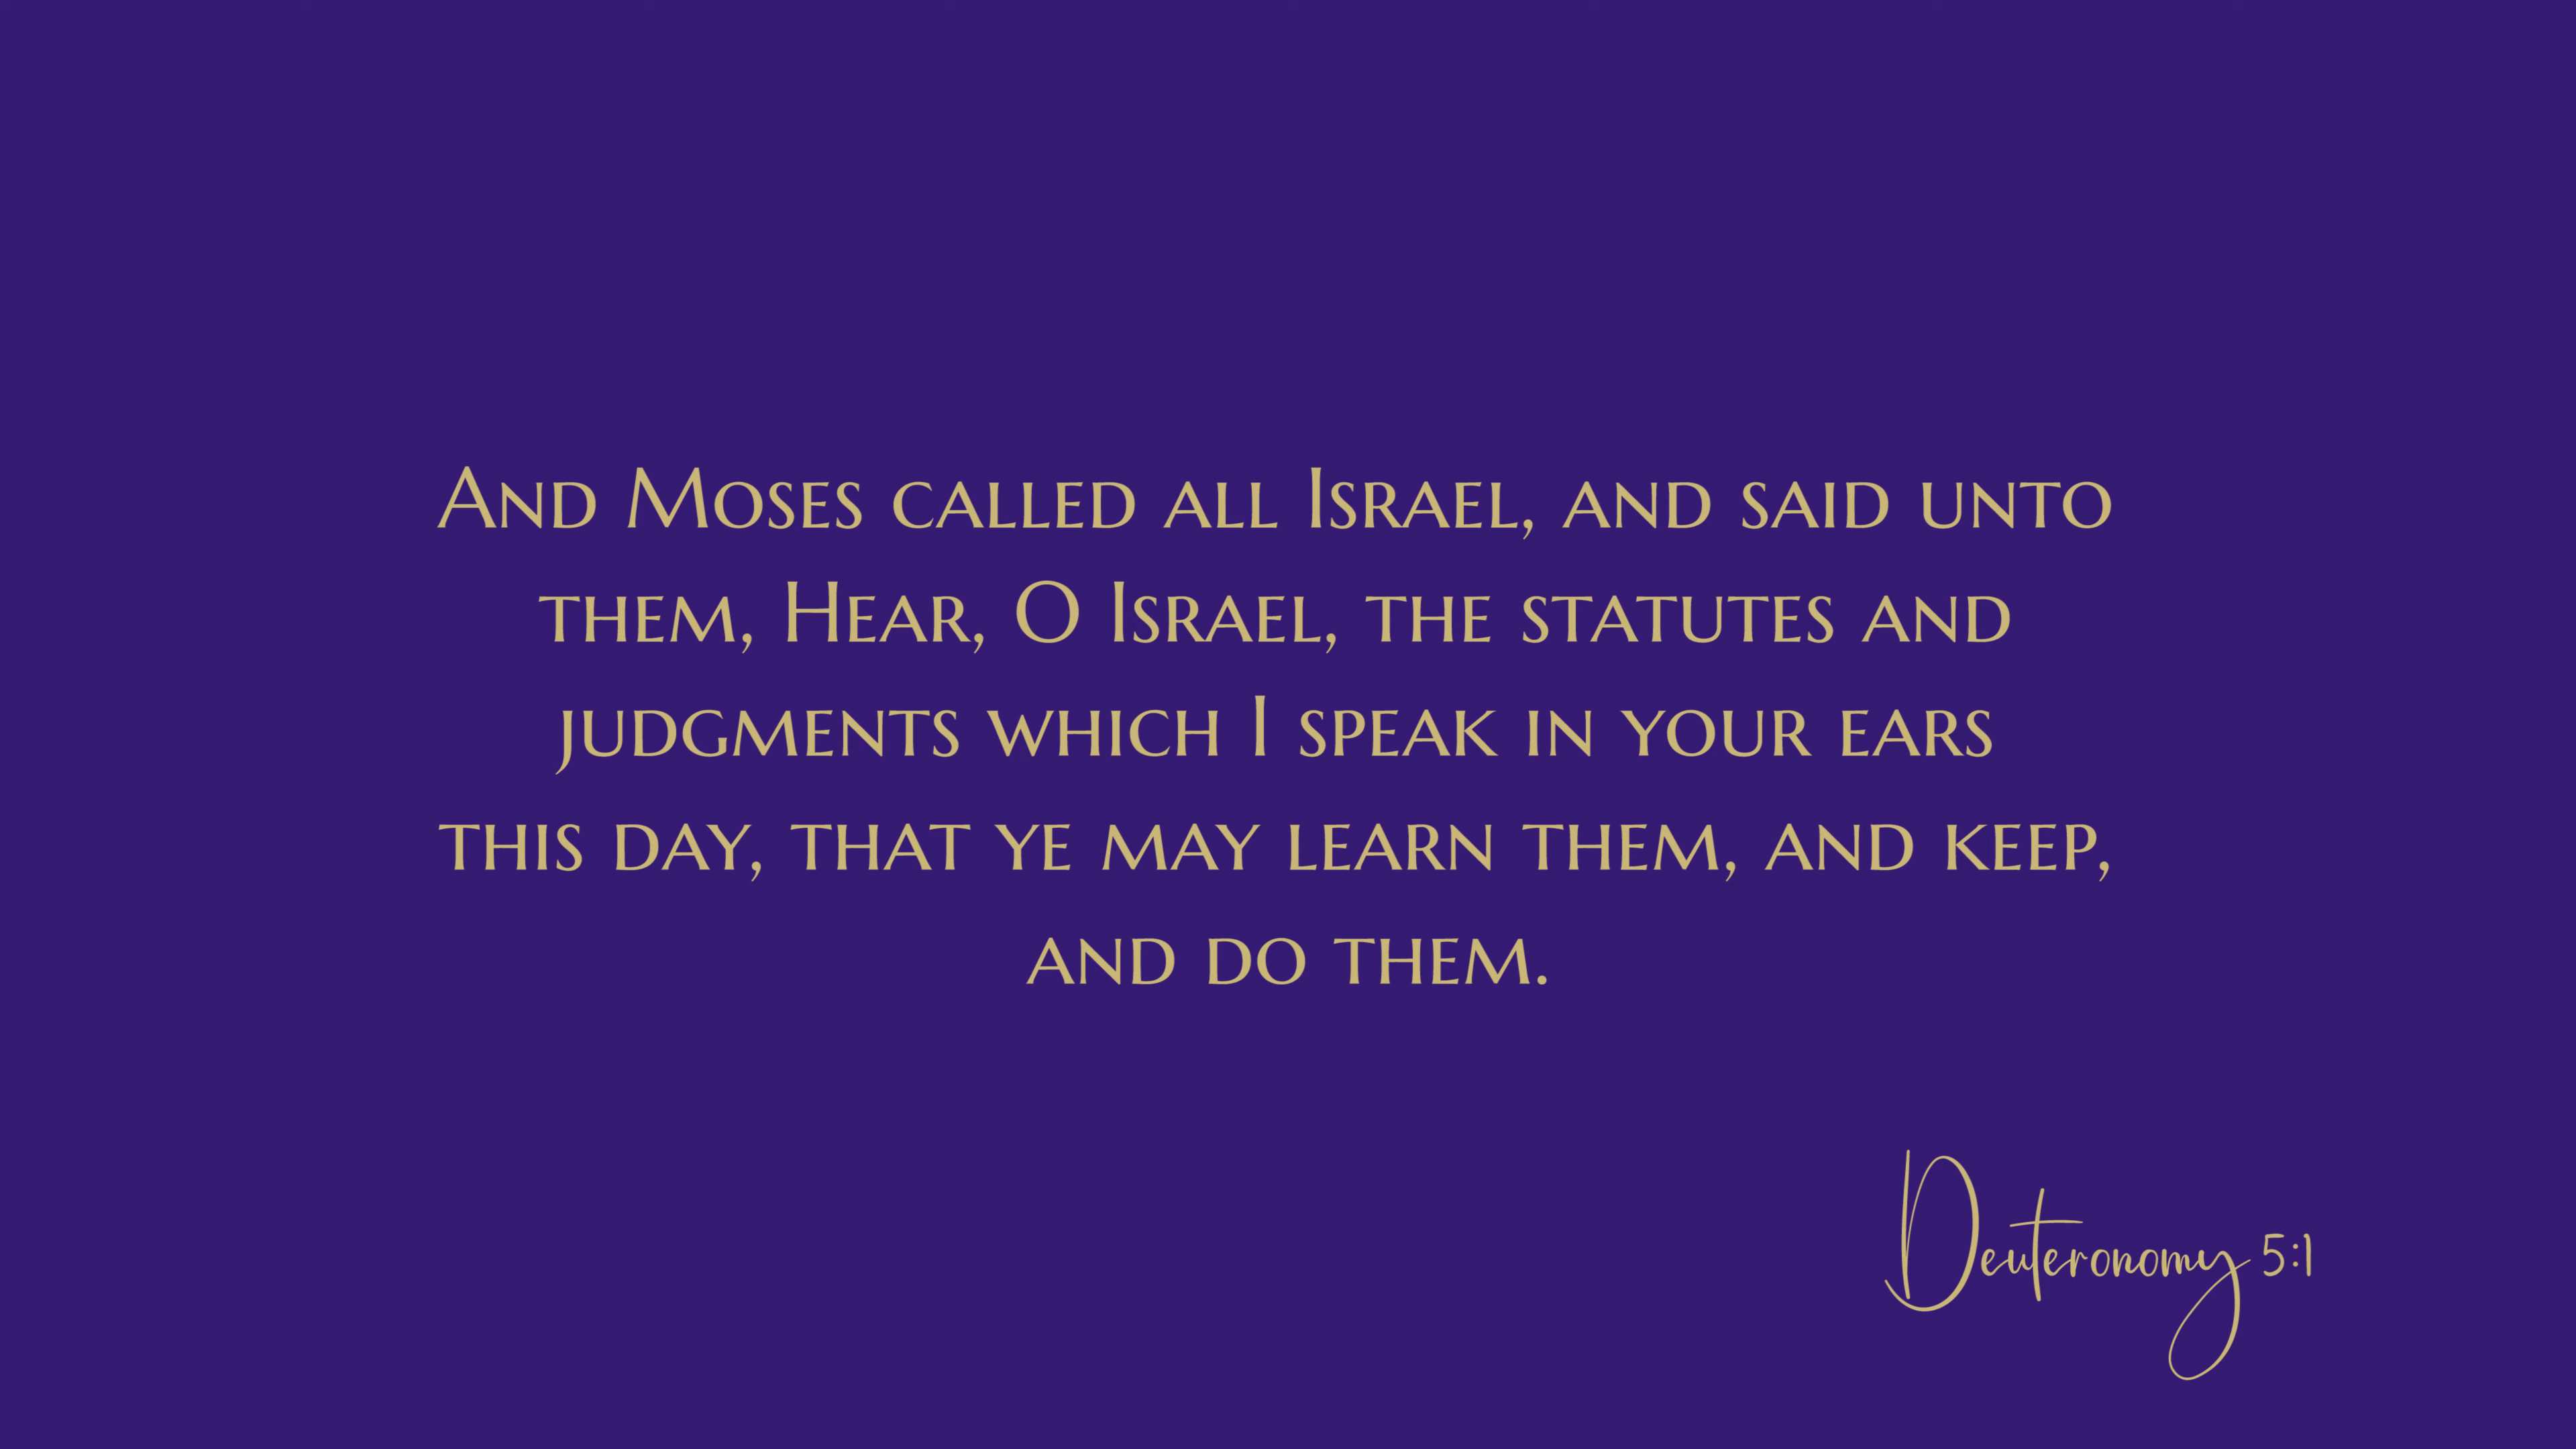 And Moses called all Israel, and said unto
them, Hear, O Israel, the statutes and
judgments which I speak in your ears
this day, that ye may learn them, and keep,
and do them.
Deuteronomy 5:1